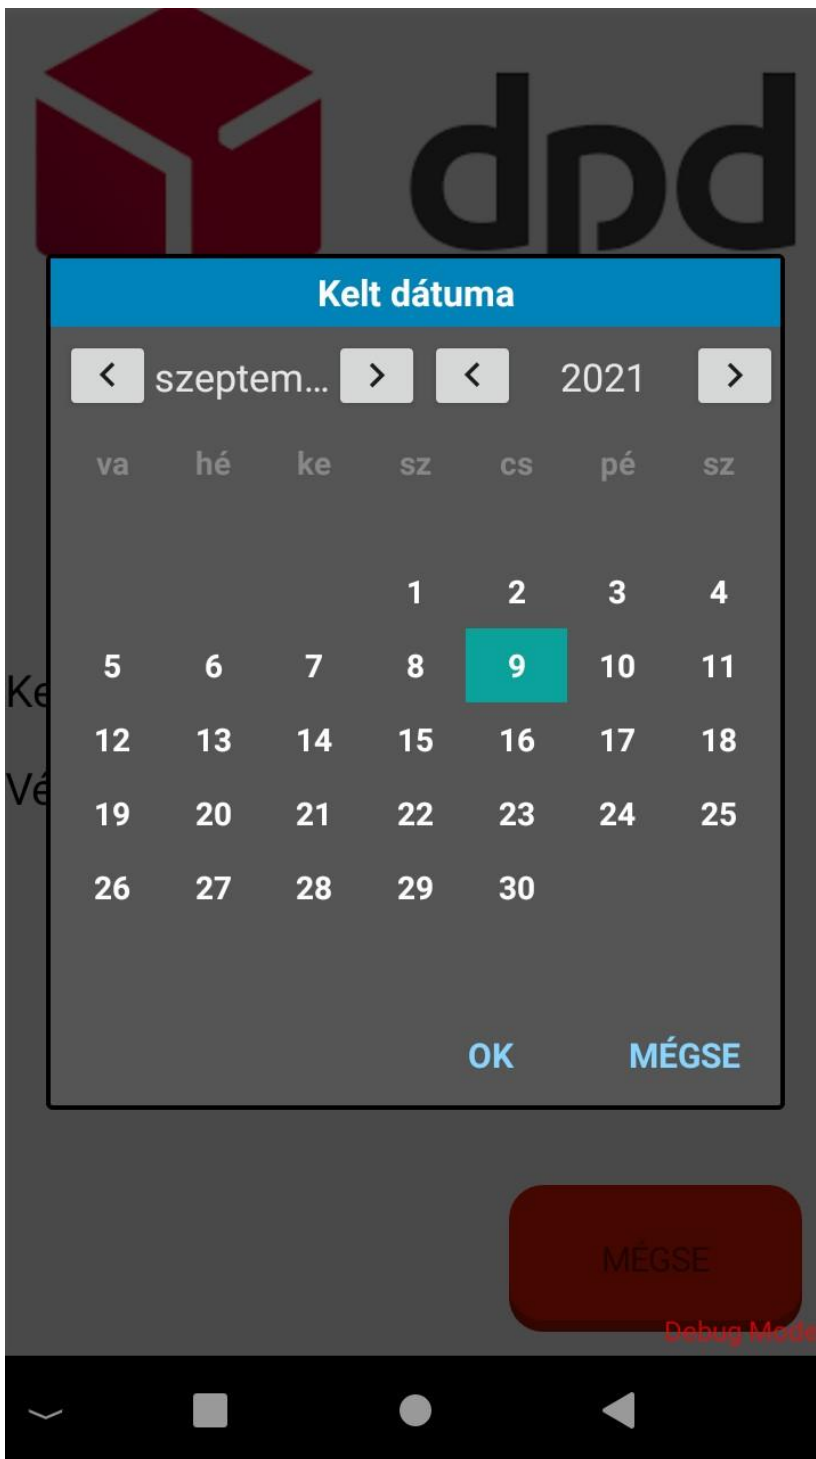 dpd
Kelt dátuma
szeptem... 2021
va hé ke sz cs pé sz
1 2 3 4
5 6 7 8 9 10 11
Ke
12 13 14 15 16 17 18
Vé
19 20 21 22 23 24 25
26 27 28 29 30
OK MÉGSE
MÉGSE
Debug Mode